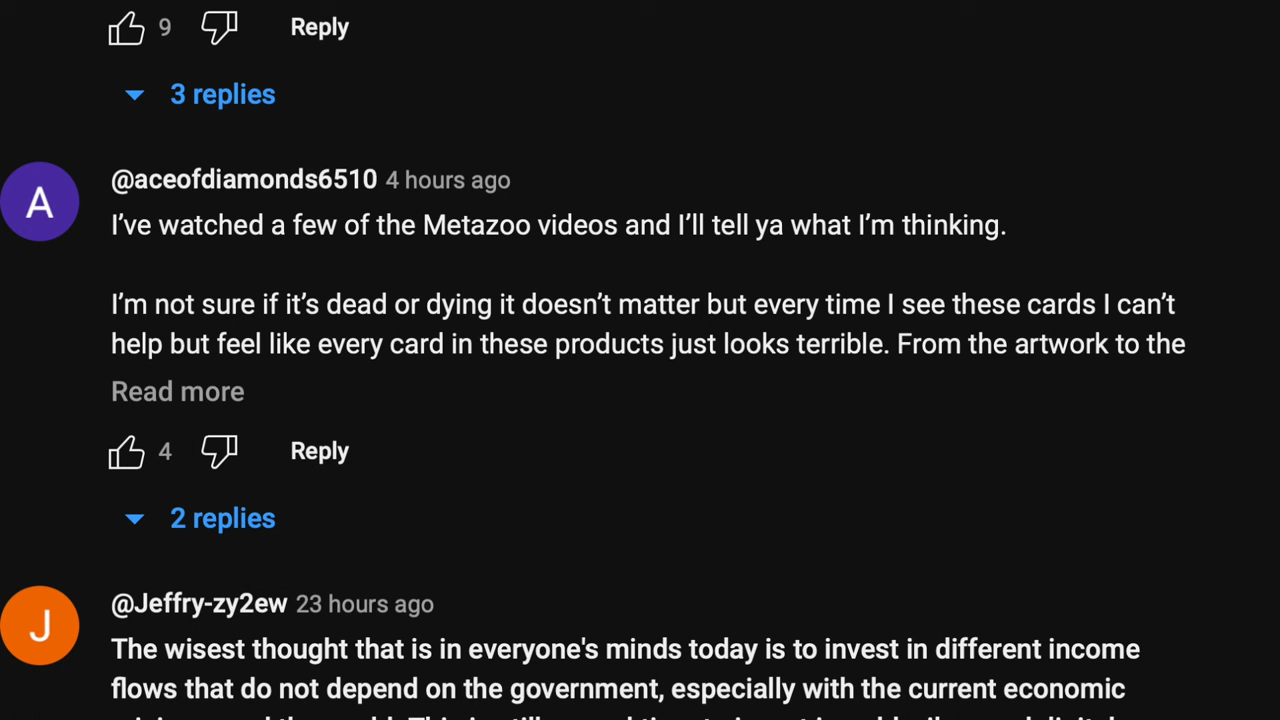 9 Reply
3 replies
@aceofdiamonds6510 4 hours ago
A
I’ve watched a few of the Metazoo videos and I’ll tell ya what I’m thinking.
I’m not sure if it’s dead or dying it doesn’t matter but every time I see these cards I can’t
help but feel like every card in these products just looks terrible. From the artwork to the
Read more
4 Reply
2 replies
@Jeffry-zy2ew 23 hours ago
J
The wisest thought that is in everyone's minds today is to invest in different income
flows that do not depend on the government, especially with the current economic